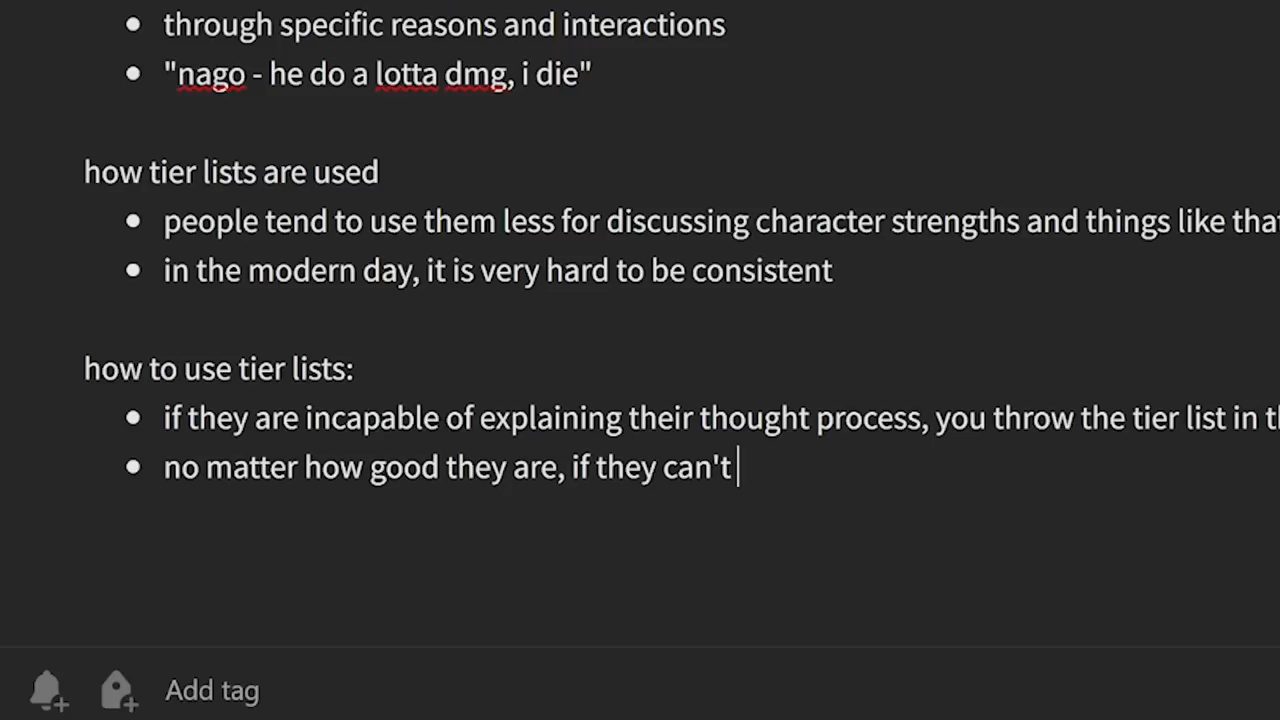 through specific reasons and interactions
"nago - he do a lotta dmg, i die"
how tier lists are used
people tend to use them less for discussing character strengths and things like
in the modern day, it is very hard to be consistent
how to use tier lists:
if they are incapable of explaining their thought process, you throw the tier list in
no matter how good they are, if they can't
Add tag